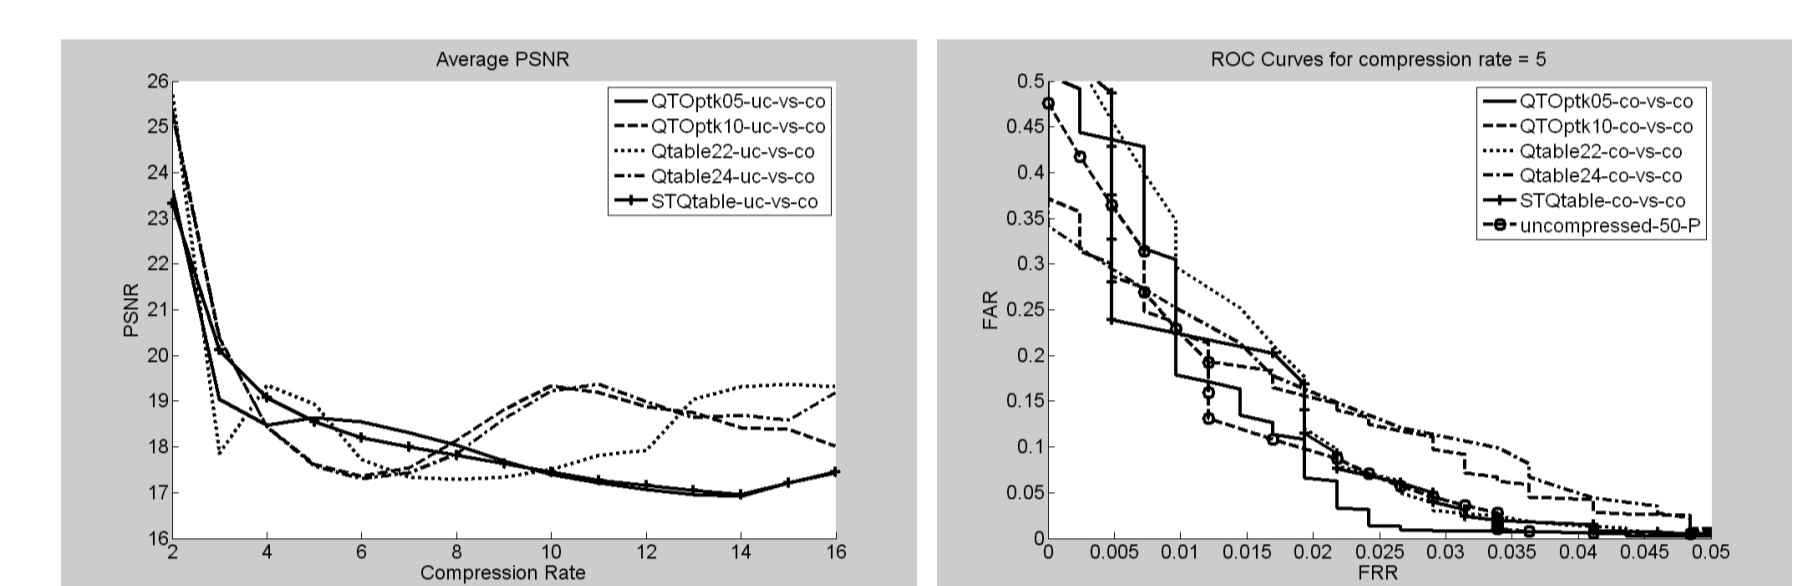 Average PSNR
26
25
24
23
22
21
20
19
18
17
16
PSNR
QTOptk05-uc-vs-co
QTOptk10-uc-vs-co
Qtable22-uc-vs-co
Qtable24-uc-vs-co
STQtable-uc-vs-co
2 4 6 8 10 12 14 16
Compression Rate
ROC Curves for compression rate = 5
0.5
0.45
0.4
0.35
0.3
0.25
0.2
0.15
0.1
0.05
0
FAR
QTOptk05-co-vs-co
QTOptk10-co-vs-co
Qtable22-co-vs-co
Qtable24-co-vs-co
STQtable-co-vs-co
uncompressed-50-P
0 0.005 0.01 0.015 0.02 0.025 0.03 0.035 0.04 0.045 0.05
FRR